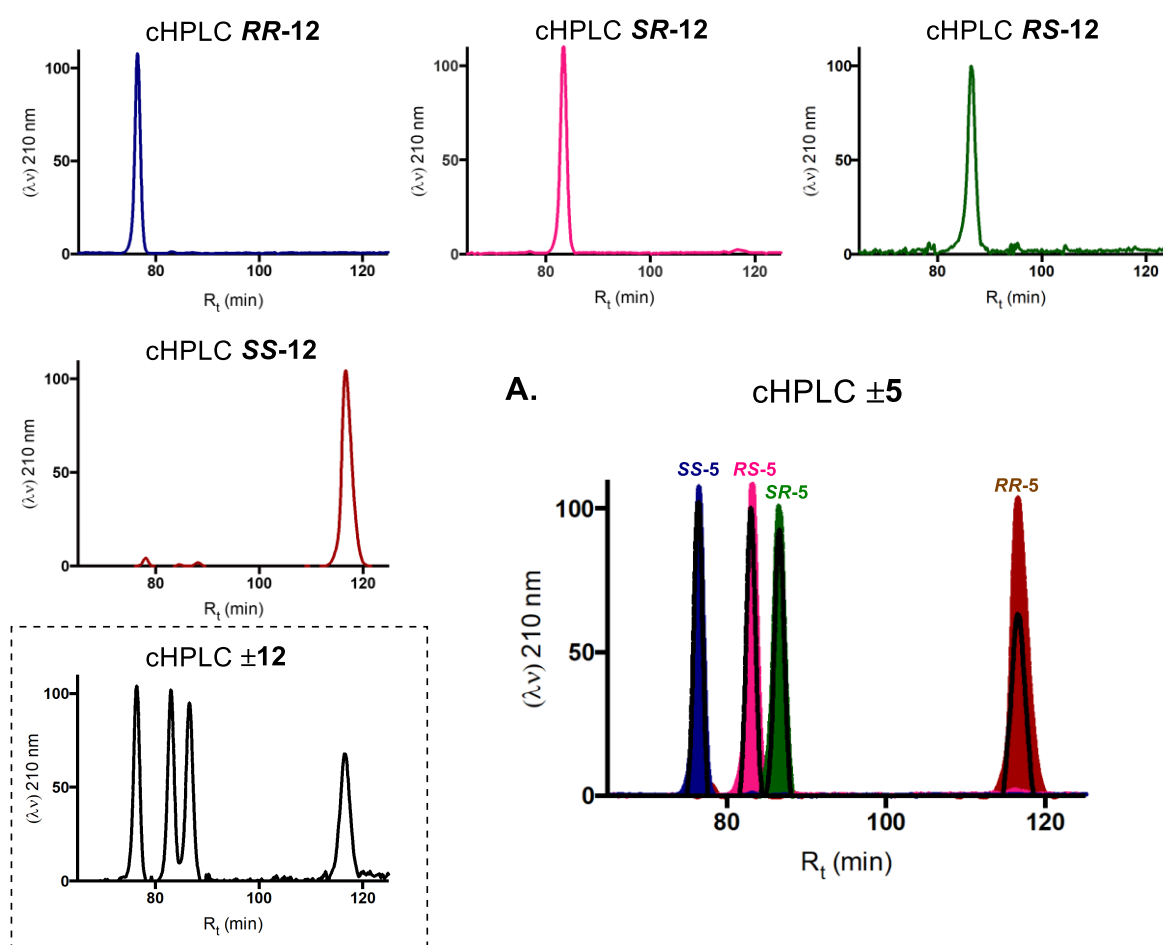 cHPLC RR-12
100
50
0
(λν) 210 nm
80 100 120
Rt (min)
cHPLC SR-12
100
50
0
(λν) 210 nm
80 100 120
Rt (min)
cHPLC RS-12
100
50
0
(λν) 210 nm
80 100 120
Rt (min)
cHPLC SS-12
100
50
0
(λν) 210 nm
80 100 120
Rt (min)
A.
cHPLC ±5
SS-5 RS-5
SR-5
RR-5
100
50
0
(λν) 210 nm
80 100 120
Rt (min)
cHPLC ±12
100
50
0
(λν) 210 nm
80 100 120
Rt (min)